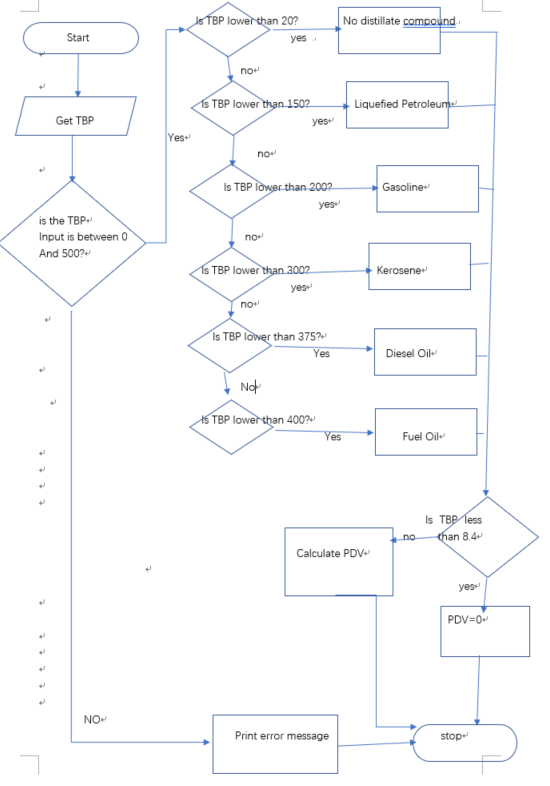 Start
Get TBP
is the TBP
Input is between 0
And 500?
Yes
NO
Is TBP lower than 20?
yes
No distillate compound
no
Is TBP lower than 150?
yes
Liquefied Petroleum
no
Is TBP lower than 200?
yes
Gasoline
no
Is TBP lower than 300?
yes
Kerosene
no
Is TBP lower than 375?
Yes
Diesel Oil
No
Is TBP lower than 400?
Yes
Fuel Oil
Is TBP less
than 8.4
no
Calculate PDV
yes
PDV=0
Print error message
stop